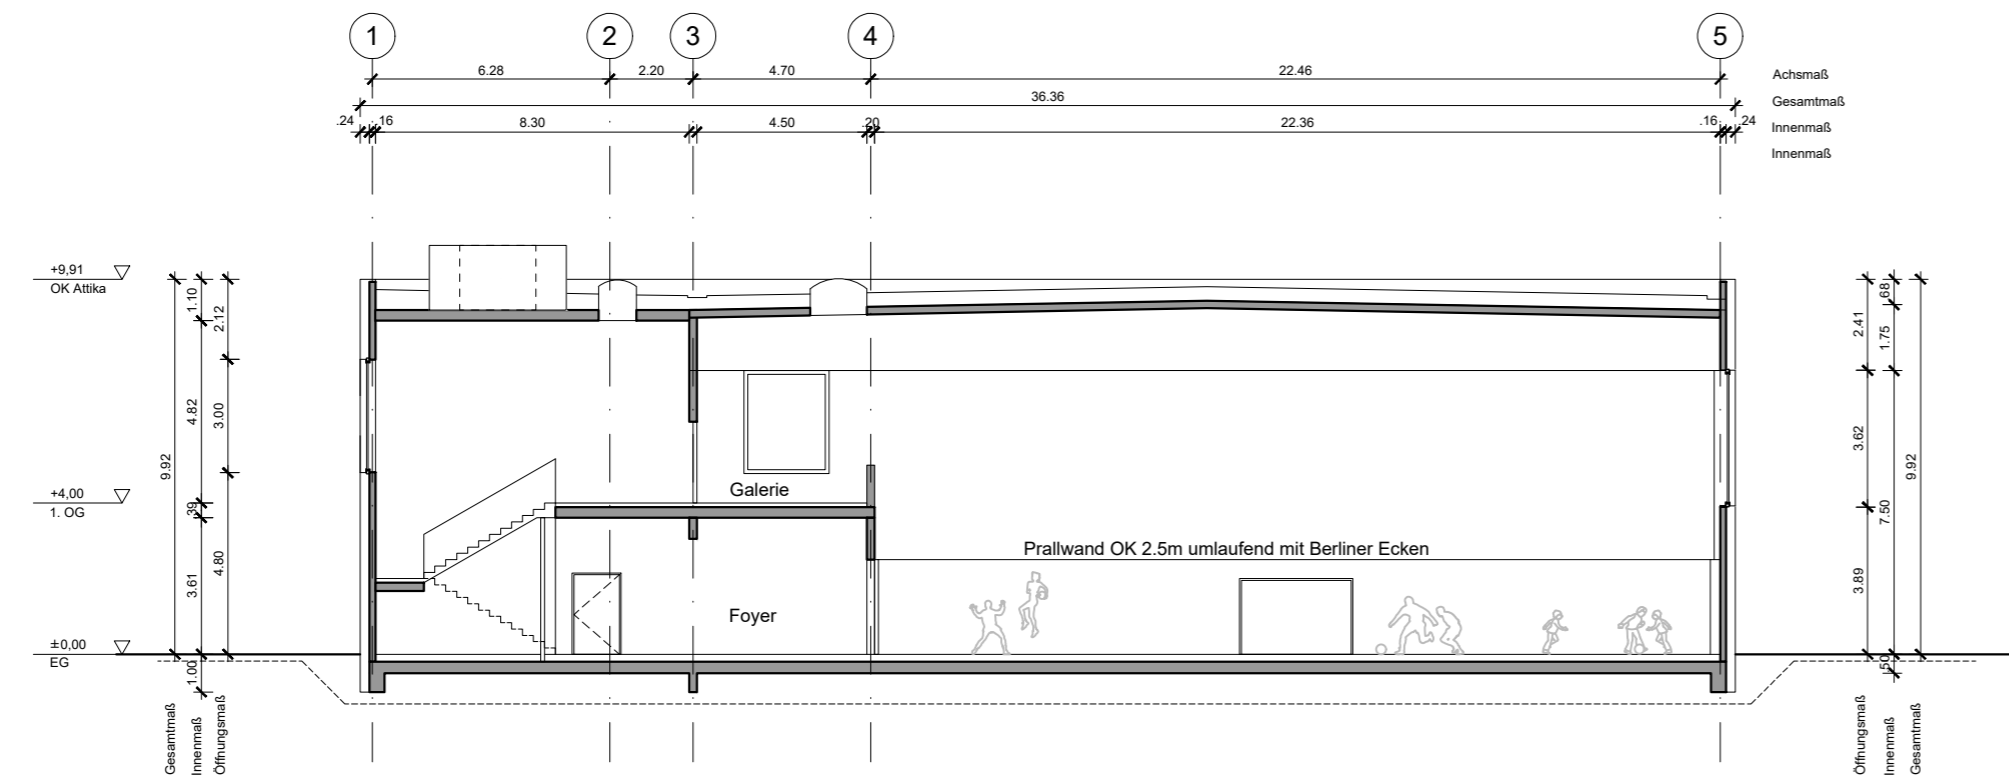 1 2 3 4 5
6.28 2.20 4.70 22.46 Achsmaß
36.36 Gesamtmaß
.24 .16 8.30 4.50 .20 22.36 .16 .24 Innenmaß
Innenmaß
+9,91
OK Attika
+4,00
1. OG
±0,00
EG
9.92
1.10
4.82
.39
3.61
1.00
2.12
3.00
4.80
Gesamtmaß
Innenmaß
Öffnungsmaß
Galerie
Foyer
Prallwand OK 2.5m umlaufend mit Berliner Ecken
2.41
3.62
3.89
.68
1.75
7.50
.50
9.92
Öffnungsmaß
Innenmaß
Gesamtmaß